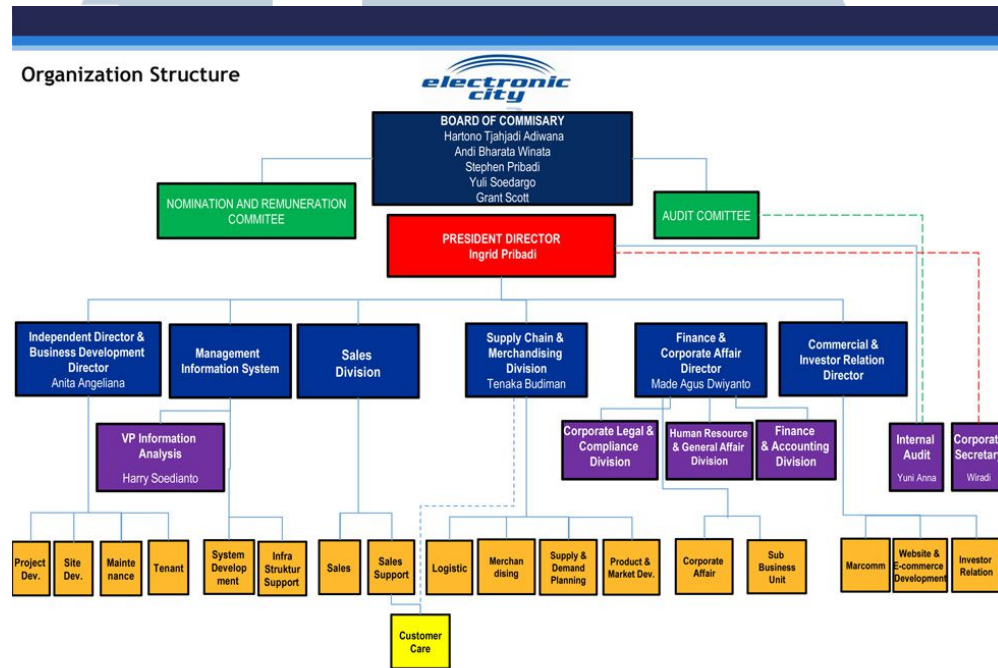 Organization Structure
electronic
city
BOARD OF COMMISARY
Hartono Tjahjadi Adiwana
Andi Bharata Winata
Stephen Pribadi
Yuli Soedargo
Grant Scott
NOMINATION AND REMUNERATION
COMMITEE
AUDIT COMITTEE
PRESIDENT DIRECTOR
Ingrid Pribadi
Independent Director &
Business Development
Director
Anita Angeliana
Management
Information System
Sales
Division
Supply Chain &
Merchandising
Division
Tenaka Budiman
Finance &
Corporate Affair
Director
Made Agus Dwiyanto
Commercial &
Investor Relation
Director
VP Information
Analysis
Harry Soedianto
Corporate Legal &
Compliance
Division
Human Resource
& General Affair
Division
Finance
& Accounting
Division
Internal
Audit
Yuni Anna
Corporat
Secretar
Wiradi
Project
Dev.
Site
Dev.
Mainte
nance
Tenant
System
Develop
ment
Infra
Struktur
Support
Sales
Sales
Support
Logistic
Merchan
dising
Supply &
Demand
Planning
Product &
Market Dev.
Corporate
Affair
Sub
Business
Unit
Marcomm
Website &
E-commerce
Development
Investor
Relation
Customer
Care